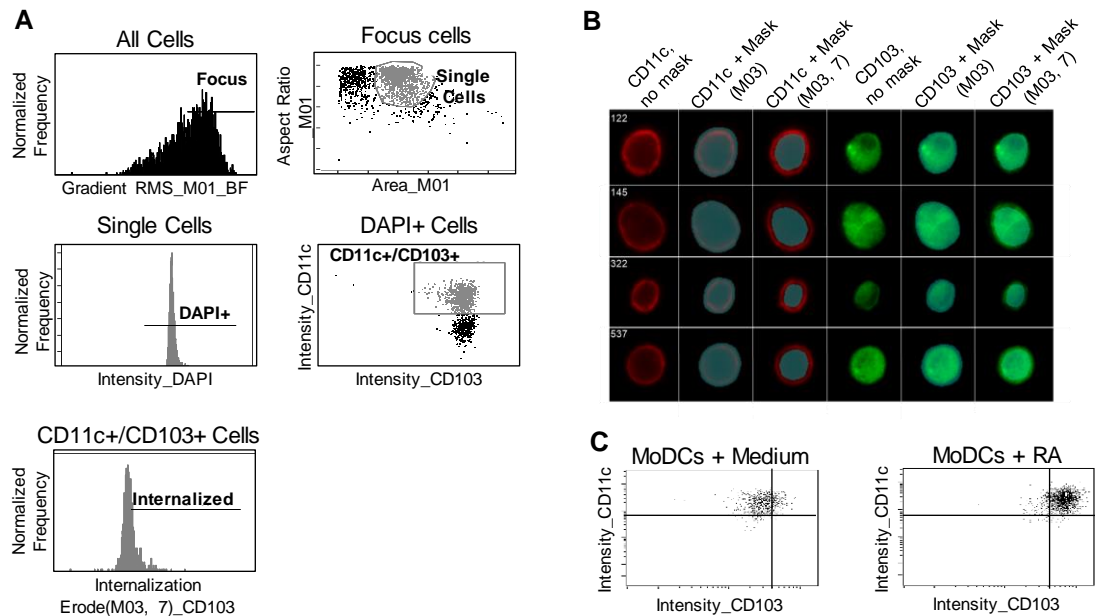 A
All Cells
Normalized
Frequency
Focus
Gradient RMS_M01_BF
Focus cells
Aspect Ratio
M01
Single
Cells
Area_M01
Single Cells
Normalized
Frequency
DAPI+
Intensity_DAPI
DAPI+ Cells
Intensity_CD11c
CD11c+/CD103+
Intensity_CD103
CD11c+/CD103+ Cells
Normalized
Frequency
Internalized
Internalization
Erode(M03, 7)_CD103
B
CD11c,
no mask
CD11c + Mask
(M03)
CD11c + Mask
(M03, 7)
CD103,
no mask
CD103 + Mask
(M03)
CD103 + Mask
(M03, 7)
122
145
322
537
C
MoDCs + Medium
Intensity_CD11c
Intensity_CD103
MoDCs + RA
Intensity_CD11c
Intensity_CD103